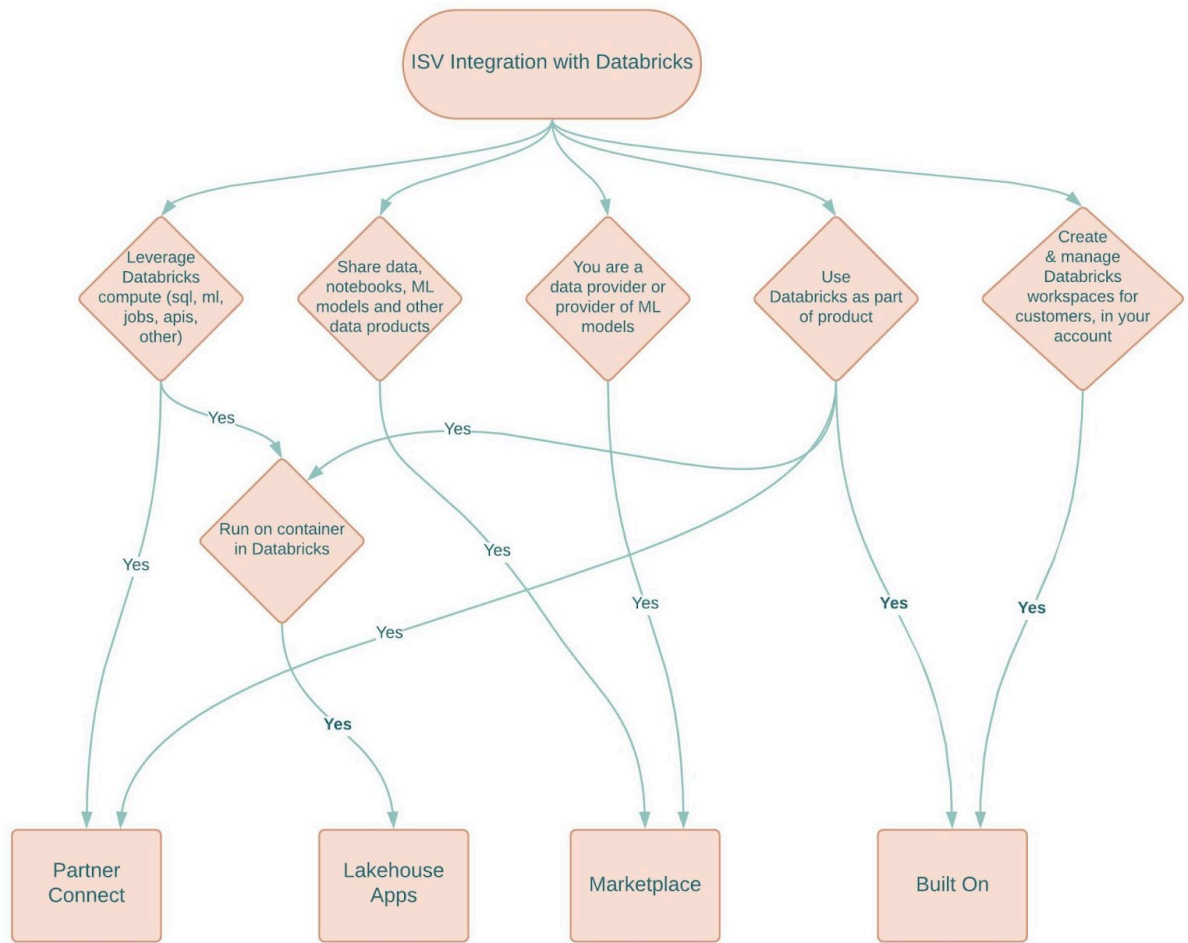 ISV Integration with Databricks
Leverage
Databricks
compute (sql, ml,
jobs, apis,
other)
Share data,
notebooks, ML
models and other
data products
You are a
data provider or
provider of ML
models
Use
Databricks as part
of product
Create
& manage
Databricks
workspaces for
customers, in your
account
Yes
Yes
Run on container
in Databricks
Yes
Yes
Yes
Yes
Yes
Yes
Yes
Partner
Connect
Lakehouse
Apps
Marketplace
Built On